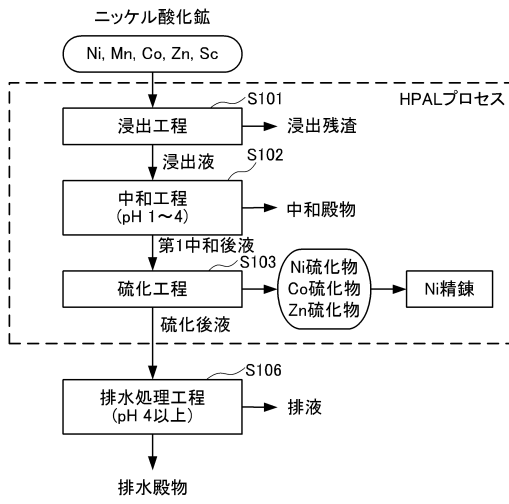 ニッケル酸化鉱
Ni, Mn, Co, Zn, Sc
HPALプロセス
S101
浸出工程
浸出残渣
浸出液
S102
中和工程
(pH 1～4)
中和殿物
第1中和後液
S103
硫化工程
Ni硫化物
Co硫化物
Zn硫化物
Ni精錬
硫化後液
S106
排水処理工程
(pH 4以上)
排液
排水殿物